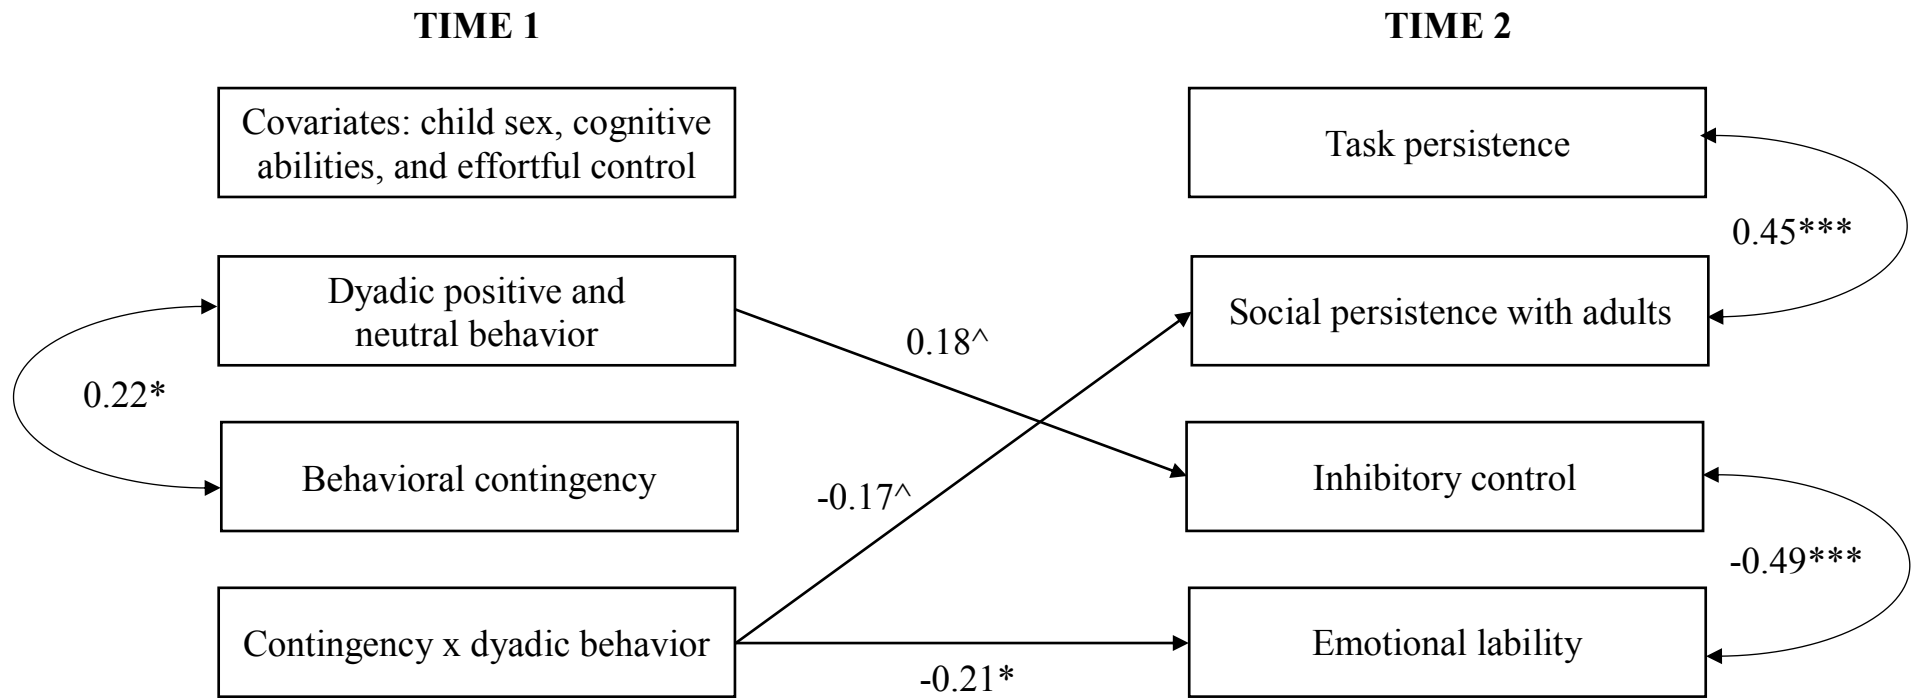 TIME 1
TIME 2
Covariates: child sex, cognitive
abilities, and effortful control
Task persistence
0.45***
Dyadic positive and
neutral behavior
Social persistence with adults
0.18^
0.22*
Behavioral contingency
-0.17^
Inhibitory control
-0.49***
Contingency x dyadic behavior
Emotional lability
-0.21*